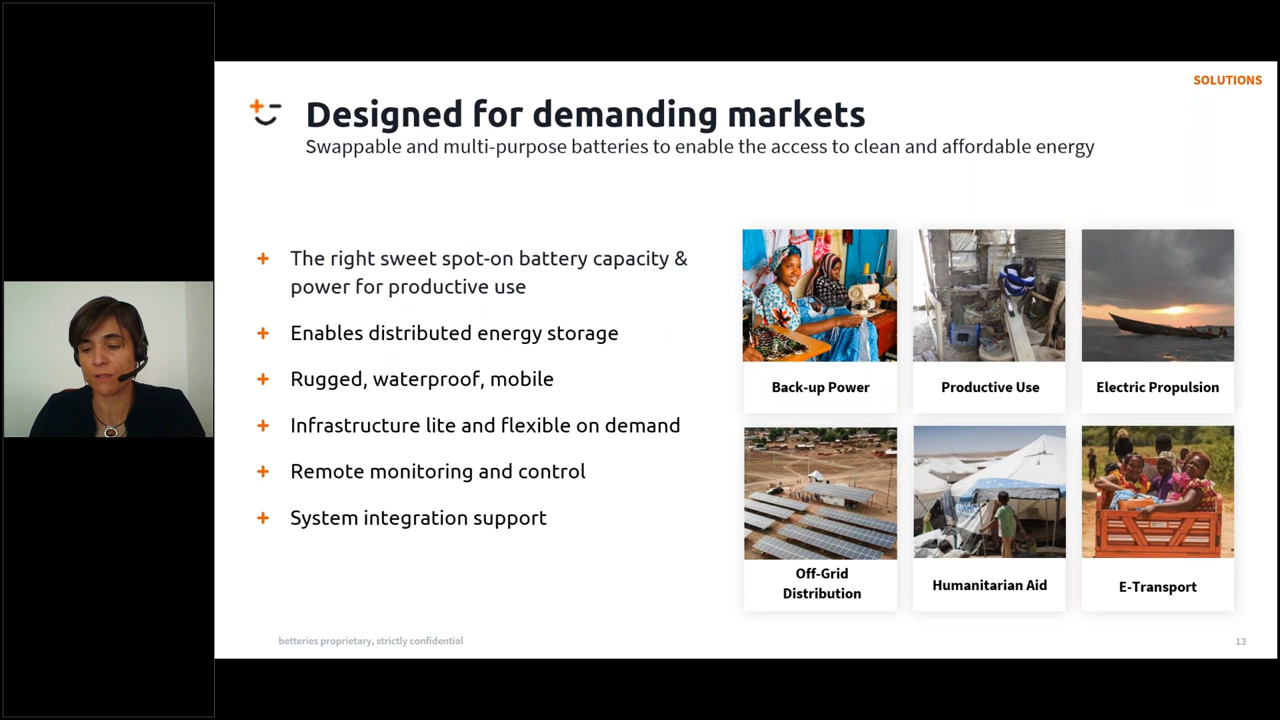 SOLUTIONS
Designed for demanding markets
Swappable and multi-purpose batteries to enable the access to clean and affordable energy
+ The right sweet spot-on battery capacity &
power for productive use
+ Enables distributed energy storage
+ Rugged, waterproof, mobile
+ Infrastructure lite and flexible on demand
+ Remote monitoring and control
+ System integration support
Back-up Power
Productive Use
Electric Propulsion
Off-Grid
Distribution
Humanitarian Aid
E-Transport
betteries proprietary, strictly confidential
13